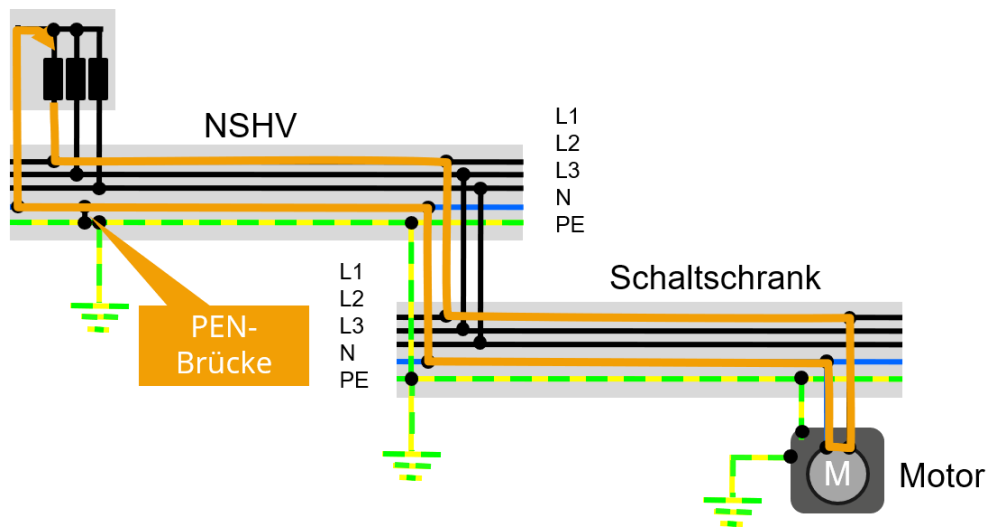 NSHV
L1
L2
L3
N
PE
PEN-
Brücke
L1
L2
L3
N
PE
Schaltschrank
M
Motor